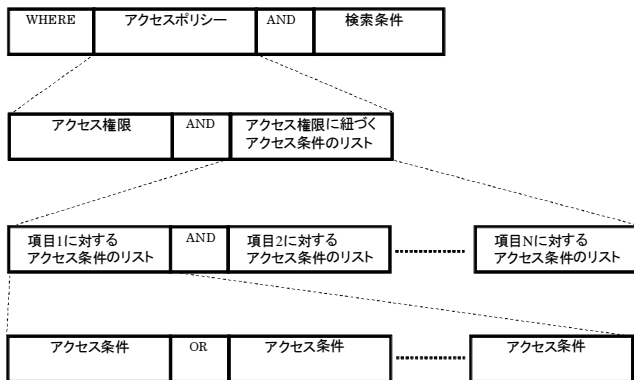 WHERE アクセスポリシー AND 検索条件
アクセス権限 AND アクセス権限に紐づく
アクセス条件のリスト
項目1に対する
アクセス条件のリスト
AND
項目2に対する
アクセス条件のリスト
項目Nに対する
アクセス条件のリスト
アクセス条件 OR アクセス条件 アクセス条件